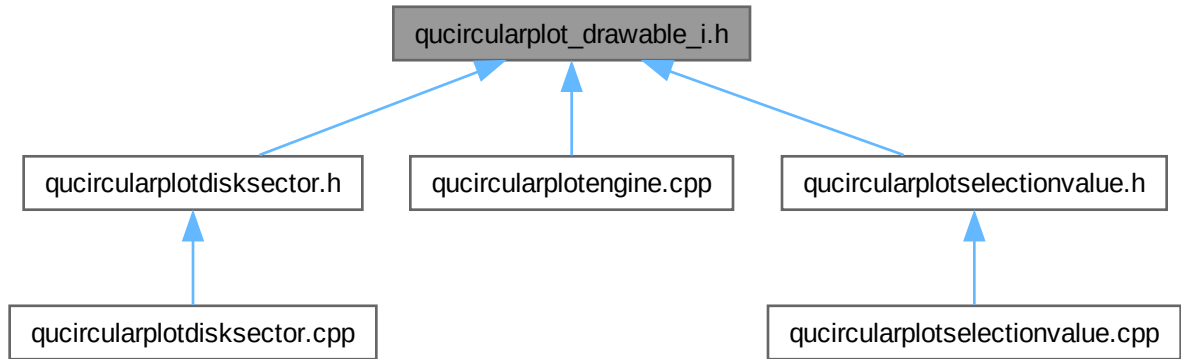 qucircularplot_drawable_i.h
qucircularplotdisksector.h
qucircularplotengine.cpp
qucircularplotselectionvalue.h
qucircularplotdisksector.cpp
qucircularplotselectionvalue.cpp